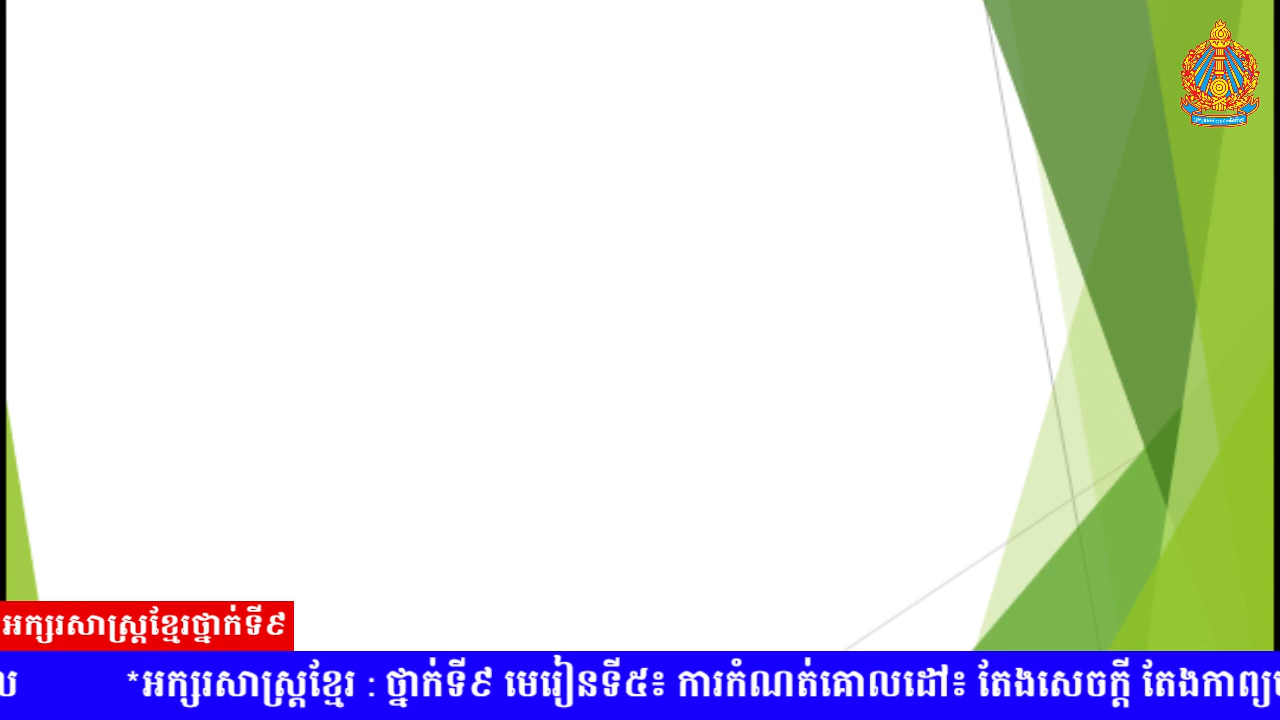 អក្សរសាស្ត្រខ្មែរថ្នាក់ទី៩
*អក្សរសាស្ត្រខ្មែរ : ថ្នាក់ទី៩ មេរៀនទី៥៖ ការកំណត់គោលដៅ៖ តែងសេចក្តី តែងកាព្យ